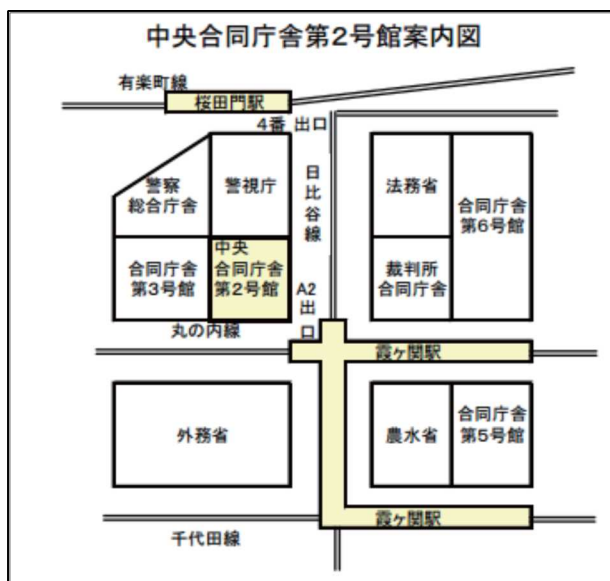 中央合同庁舎第2号館案内図
有楽町線
桜田門駅
4番 出口
警察
総合庁舎
警視庁
日比谷線
法務省
合同庁舎
第6号館
合同庁舎
第3号館
中央
合同庁舎
第2号館
A2
出
口
裁判所
合同庁舎
丸の内線
霞ヶ関駅
外務省
農水省
合同庁舎
第5号館
霞ヶ関駅
千代田線